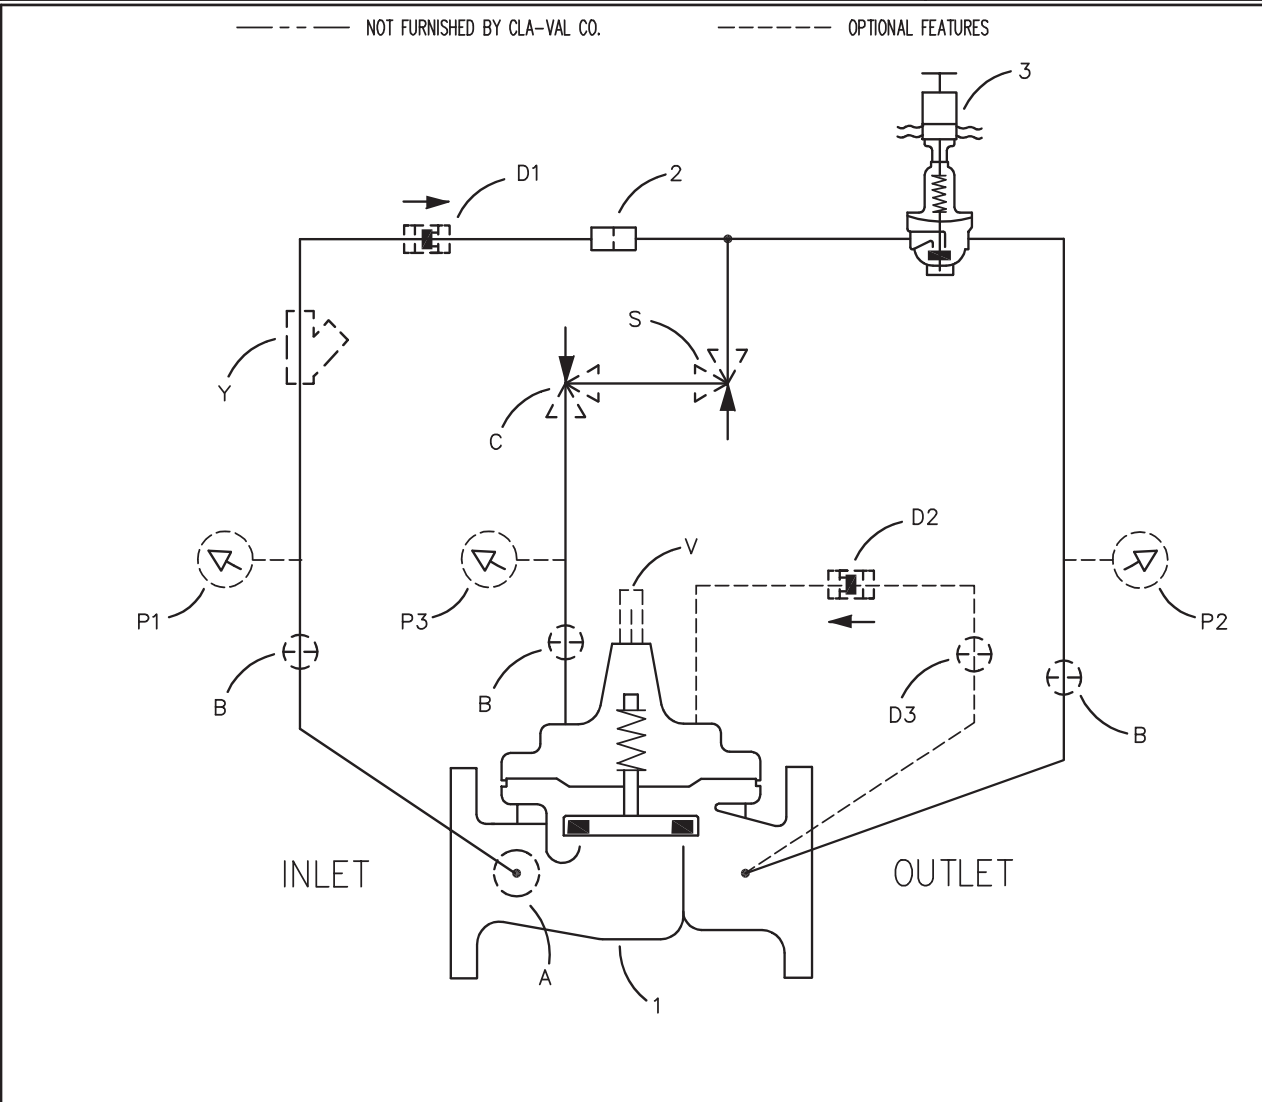 NOT FURNISHED BY CLA-VAL CO.
OPTIONAL FEATURES
3
D1
2
S
Y
C
D2
V
P1
P3
P2
B
B
D3
B
INLET
OUTLET
A
1